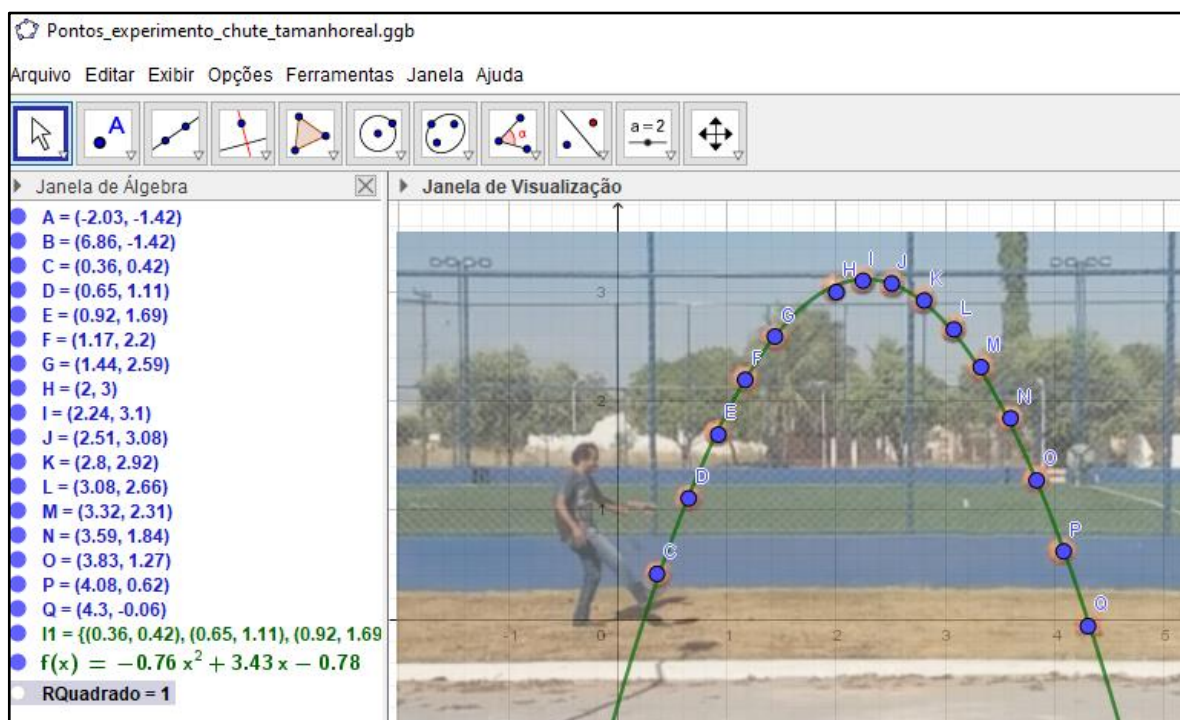 Pontos_experimento_chute_tamanhoreal.ggb
Arquivo Editar Exibir Opções Ferramentas Janela Ajuda
A
α
a = 2
Janela de Álgebra
Janela de Visualização
A = (-2.03, -1.42)
B = (6.86, -1.42)
C = (0.36, 0.42)
D = (0.65, 1.11)
E = (0.92, 1.69)
F = (1.17, 2.2)
G = (1.44, 2.59)
H = (2, 3)
I = (2.24, 3.1)
J = (2.51, 3.08)
K = (2.8, 2.92)
L = (3.08, 2.66)
M = (3.32, 2.31)
N = (3.59, 1.84)
O = (3.83, 1.27)
P = (4.08, 0.62)
Q = (4.3, -0.06)
l1 = {(0.36, 0.42), (0.65, 1.11), (0.92, 1.69
f(x) = −0.76 x² + 3.43 x − 0.78
RQuadrado = 1
H I J
K
3
G
L
M
F
2
N
E
O
D
1
P
C
Q
-1 0 1 2 3 4 5